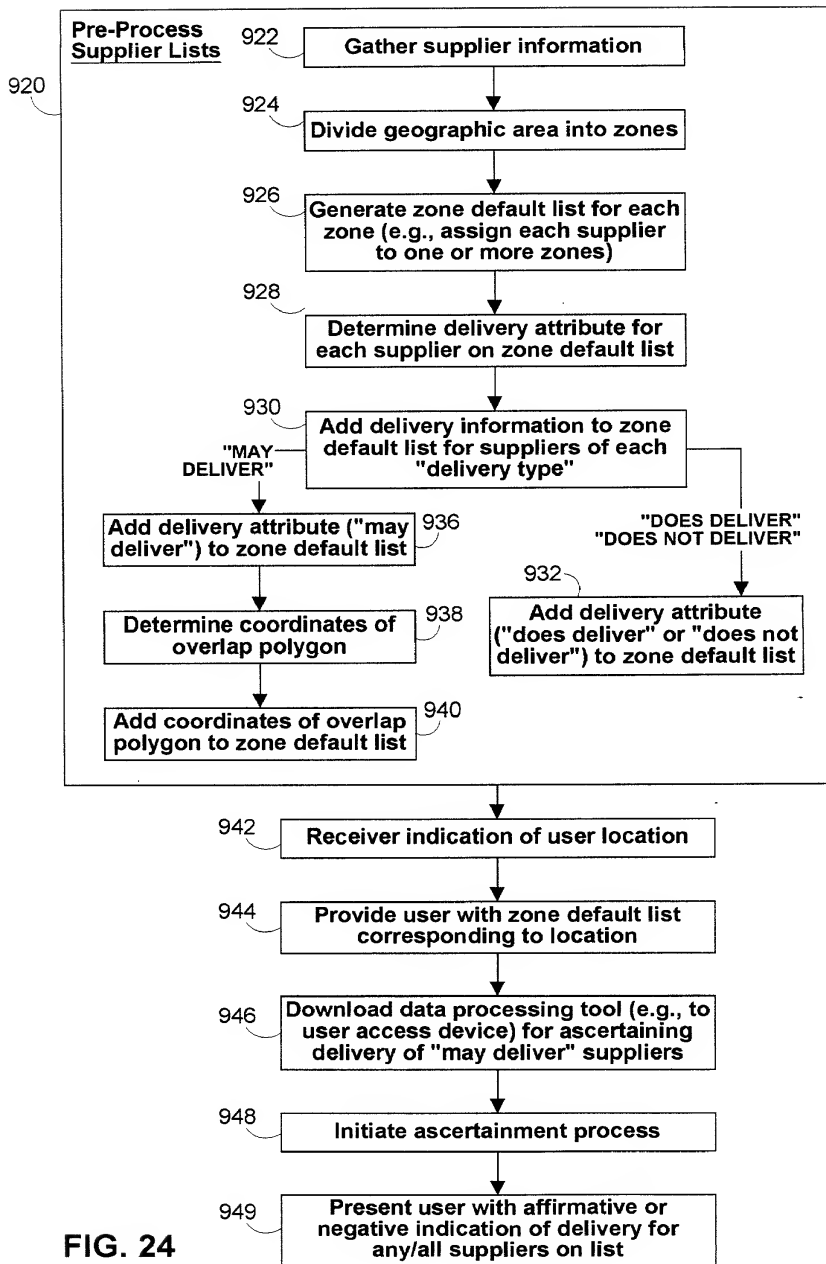 Pre-Process
Supplier Lists
920
922
Gather supplier information
924
Divide geographic area into zones
926
Generate zone default list for each
zone (e.g., assign each supplier
to one or more zones)
928
Determine delivery attribute for
each supplier on zone default list
930
Add delivery information to zone
default list for suppliers of each
"delivery type"
"MAY
DELIVER"
"DOES DELIVER"
"DOES NOT DELIVER"
Add delivery attribute ("may
deliver") to zone default list
936
932
Add delivery attribute
("does deliver" or "does not
deliver") to zone default list
Determine coordinates of
overlap polygon
938
Add coordinates of overlap
polygon to zone default list
940
942
Receiver indication of user location
944
Provide user with zone default list
corresponding to location
946
Download data processing tool (e.g., to
user access device) for ascertaining
delivery of "may deliver" suppliers
948
Initiate ascertainment process
949
Present user with affirmative or
negative indication of delivery for
any/all suppliers on list
FIG. 24